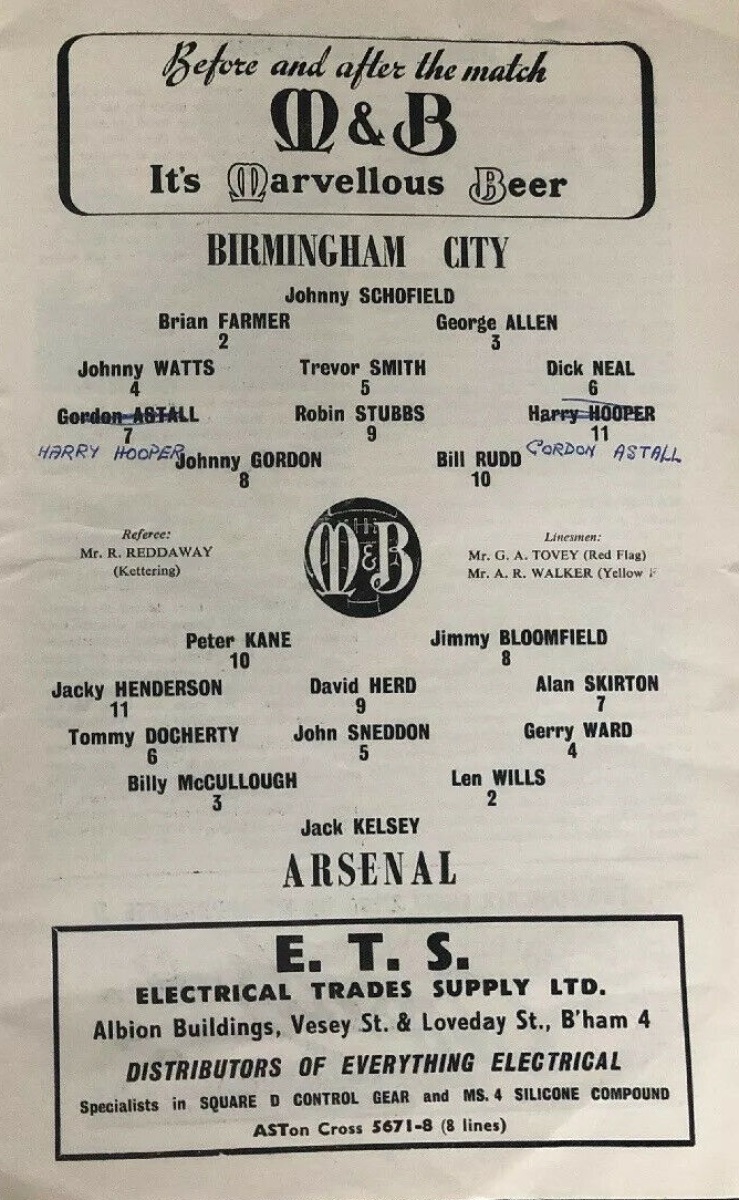 Before and after the match
M & B
It's Marvellous Beer
BIRMINGHAM CITY
Johnny SCHOFIELD
Brian FARMER George ALLEN
2 3
Johnny WATTS Trevor SMITH Dick NEAL
4 5 6
Gordon ASTALL Robin STUBBS Harry HOOPER
7 9 11
HARRY HOOPER Johnny GORDON Bill RUDD GORDON ASTALL
8 10
Referee:
Mr. R. REDDAWAY
(Kettering)
M & B
Linesmen:
Mr. G. A. TOVEY (Red Flag)
Mr. A. R. WALKER (Yellow F
Peter KANE Jimmy BLOOMFIELD
10 8
Jacky HENDERSON David HERD Alan SKIRTON
11 9 7
Tommy DOCHERTY John SNEDDON Gerry WARD
6 5 4
Billy McCULLOUGH Len WILLS
3 2
Jack KELSEY
ARSENAL
E. T. S.
ELECTRICAL TRADES SUPPLY LTD.
Albion Buildings, Vesey St. & Loveday St., B'ham 4
DISTRIBUTORS OF EVERYTHING ELECTRICAL
Specialists in SQUARE D CONTROL GEAR and MS. 4 SILICONE COMPOUND
ASTon Cross 5671-8 (8 lines)